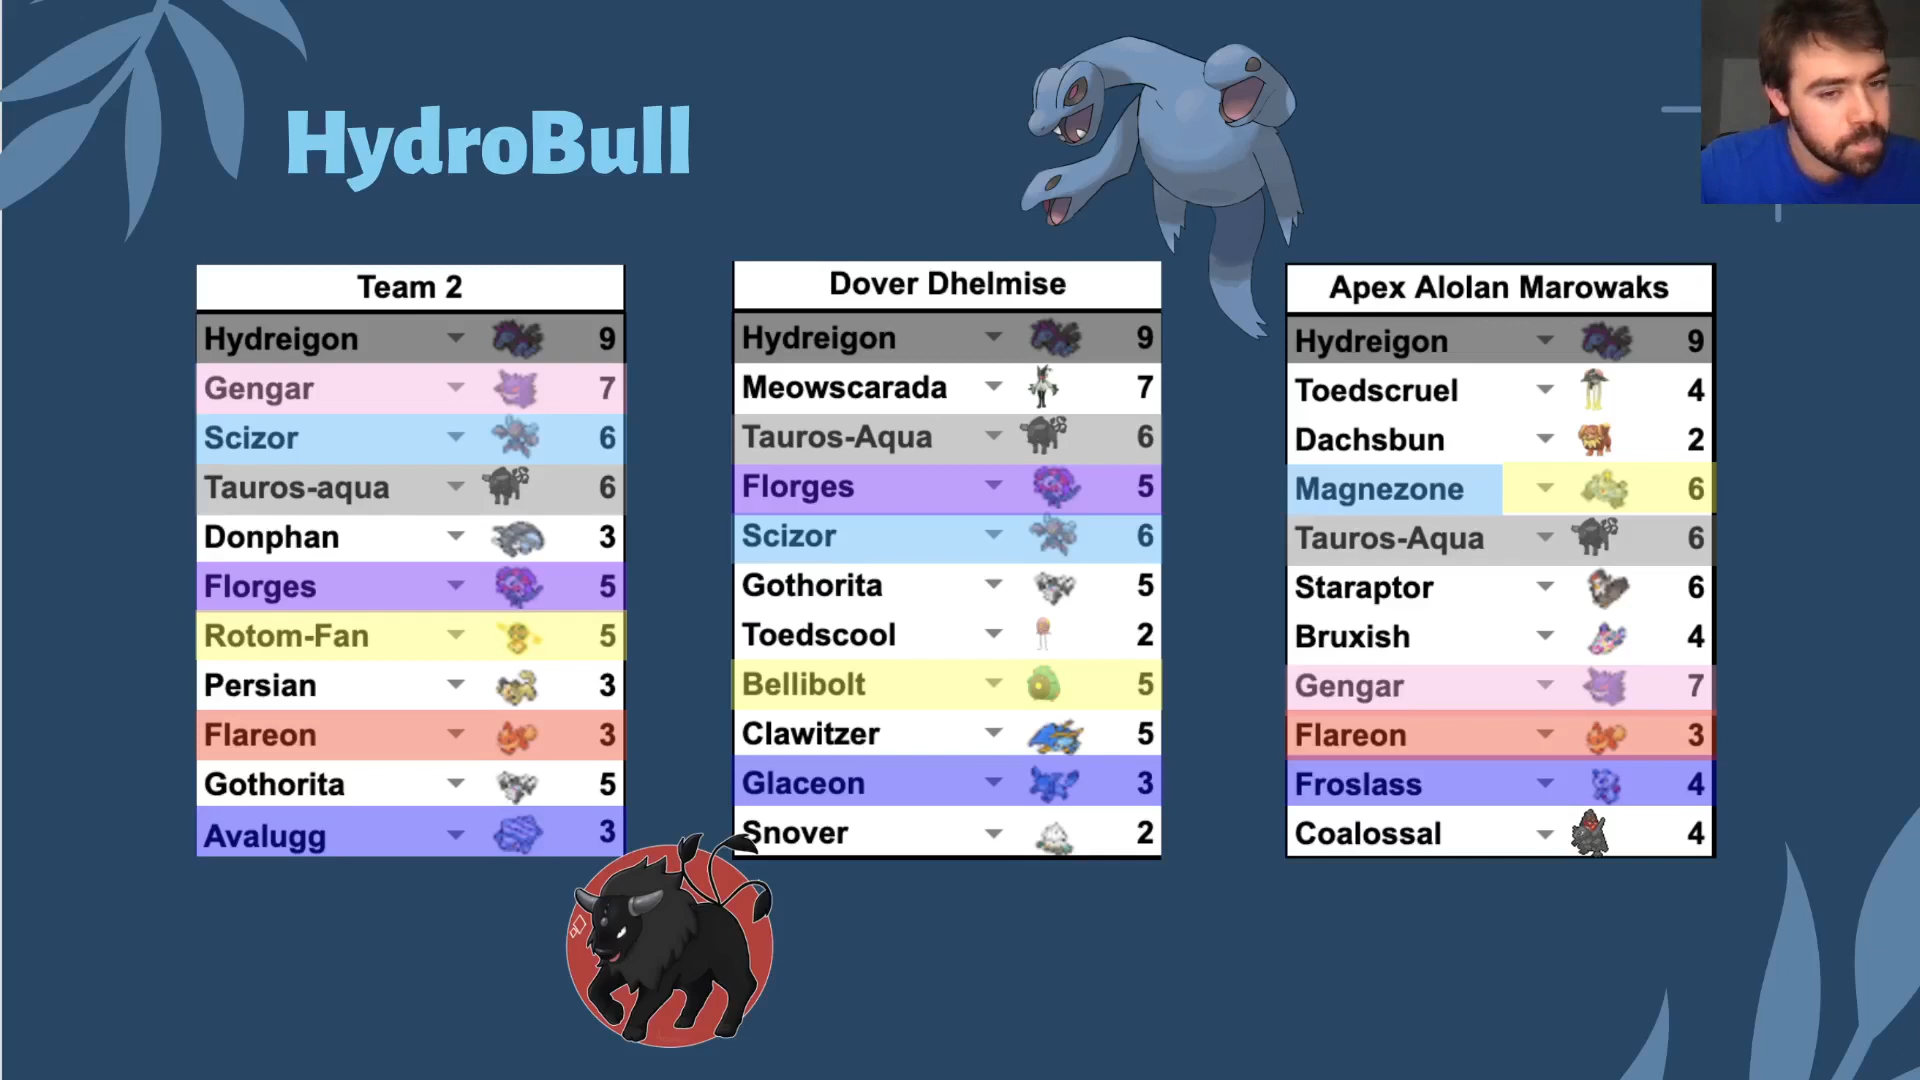 HydroBull
Team 2
Hydreigon 9
Gengar 7
Scizor 6
Tauros-aqua 6
Donphan 3
Florges 5
Rotom-Fan 5
Persian 3
Flareon 3
Gothorita 5
Avalugg 3
Dover Dhelmise
Hydreigon 9
Meowscarada 7
Tauros-Aqua 6
Florges 5
Scizor 6
Gothorita 5
Toedscool 2
Bellibolt 5
Clawitzer 5
Glaceon 3
Snover 2
Apex Alolan Marowaks
Hydreigon 9
Toedscruel 4
Dachsbun 2
Magnezone 6
Tauros-Aqua 6
Staraptor 6
Bruxish 4
Gengar 7
Flareon 3
Froslass 4
Coalossal 4